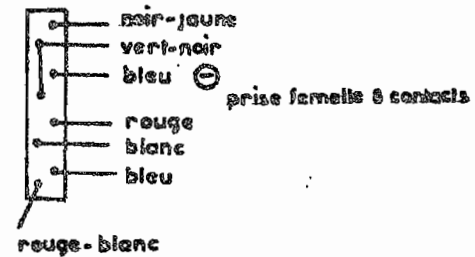 noir-jaune
vert-noir
bleu ⊖
prise femelle 8 contacts
rouge
blanc
bleu
rouge-blanc